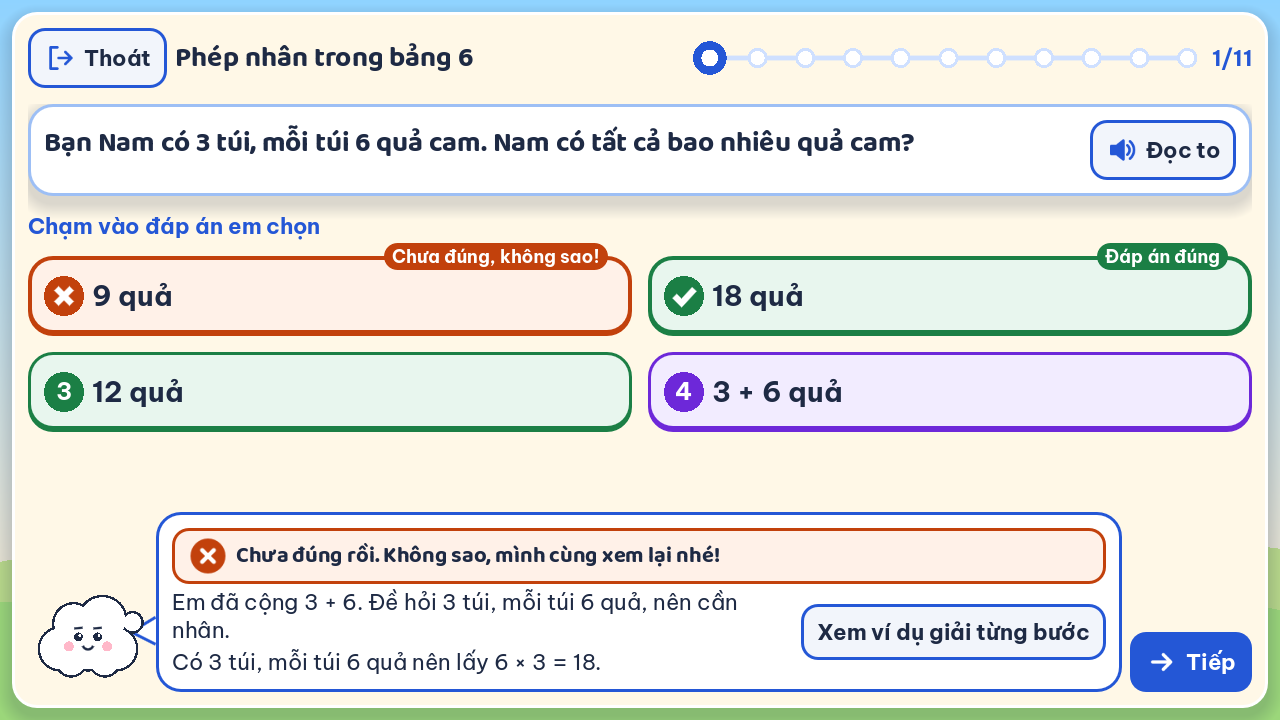 Thoát
Phép nhân trong bảng 6
1/11
Bạn Nam có 3 túi, mỗi túi 6 quả cam. Nam có tất cả bao nhiêu quả cam?
Đọc to
Chạm vào đáp án em chọn
Chưa đúng, không sao!
9 quả
Đáp án đúng
18 quả
3
12 quả
4
3 + 6 quả
Chưa đúng rồi. Không sao, mình cùng xem lại nhé!
Em đã cộng 3 + 6. Đề hỏi 3 túi, mỗi túi 6 quả, nên cần
nhân.
Có 3 túi, mỗi túi 6 quả nên lấy 6 × 3 = 18.
Xem ví dụ giải từng bước
Tiếp